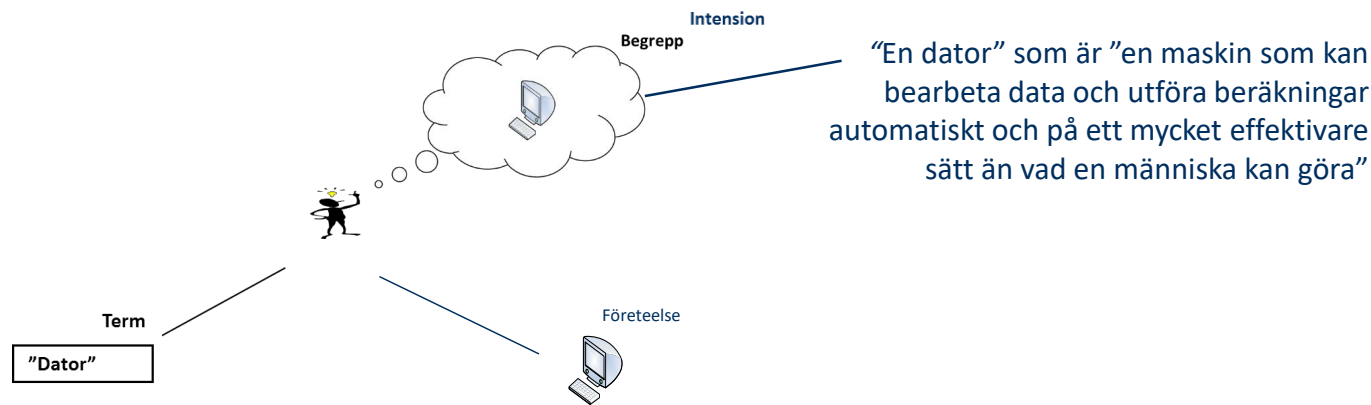 Intension
Begrepp
“En dator” som är ”en maskin som kan
bearbeta data och utföra beräkningar
automatiskt och på ett mycket effektivare
sätt än vad en människa kan göra”
Term
”Dator”
Företeelse